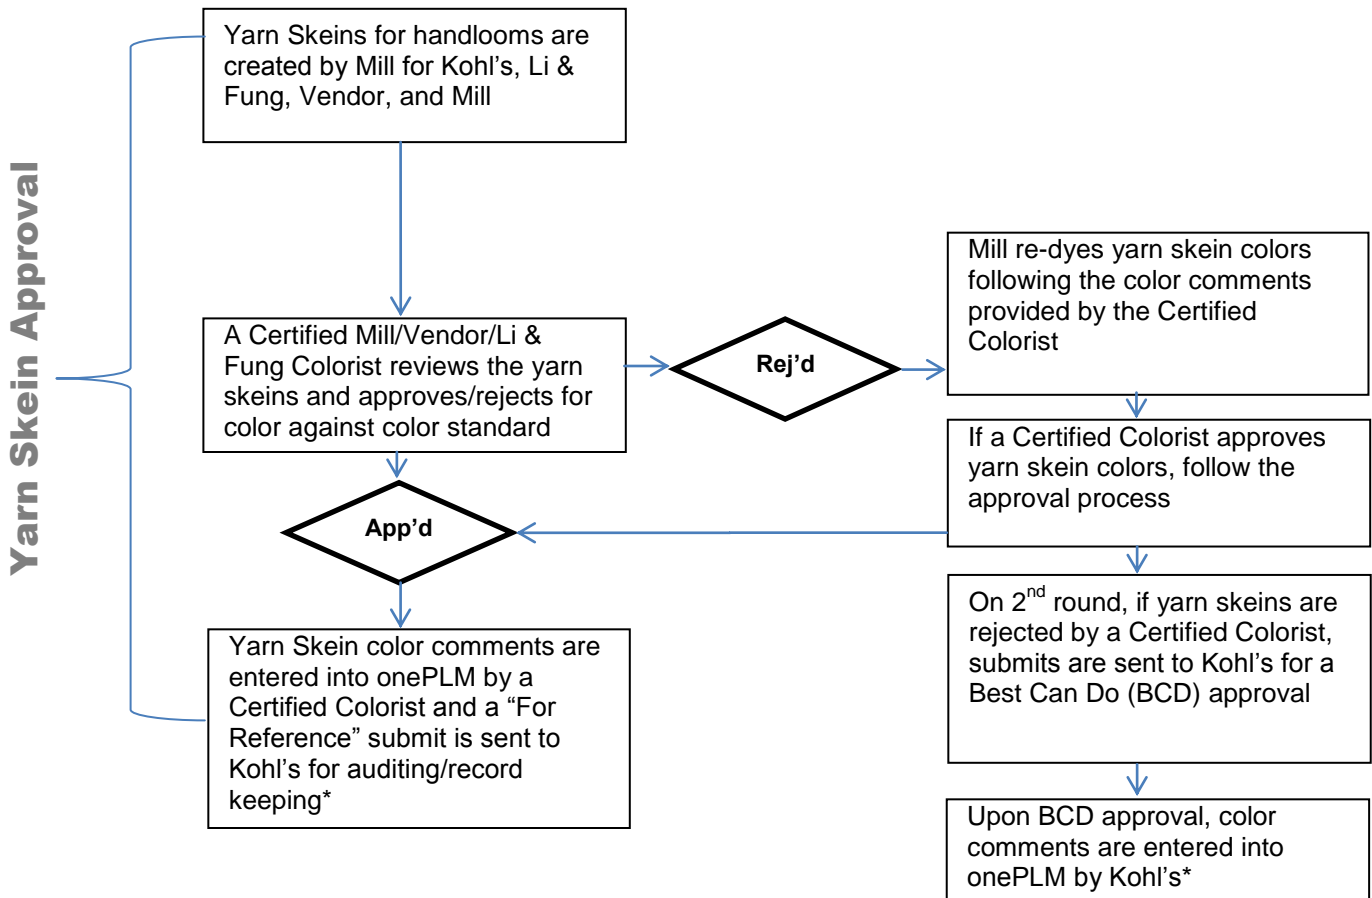 Yarn Skein Approval
Yarn Skeins for handlooms are
created by Mill for Kohl's, Li &
Fung, Vendor, and Mill
A Certified Mill/Vendor/Li &
Fung Colorist reviews the yarn
skeins and approves/rejects for
color against color standard
Rej'd
Mill re-dyes yarn skein colors
following the color comments
provided by the Certified
Colorist
If a Certified Colorist approves
yarn skein colors, follow the
approval process
App'd
On 2nd round, if yarn skeins are
rejected by a Certified Colorist,
submits are sent to Kohl's for a
Best Can Do (BCD) approval
Yarn Skein color comments are
entered into onePLM by a
Certified Colorist and a “For
Reference” submit is sent to
Kohl's for auditing/record
keeping*
Upon BCD approval, color
comments are entered into
onePLM by Kohl's*